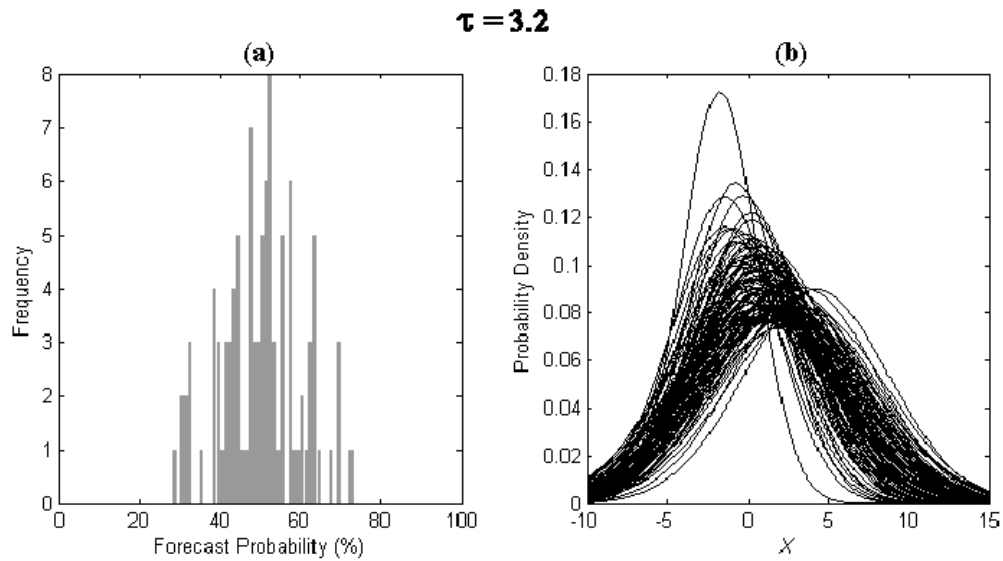 τ = 3.2
(a)
8
7
6
5
4
3
2
1
0
Frequency
0 20 40 60 80 100
Forecast Probability (%)
(b)
0.18
0.16
0.14
0.12
0.1
0.08
0.06
0.04
0.02
0
Probability Density
-10 -5 0 5 10 15
X